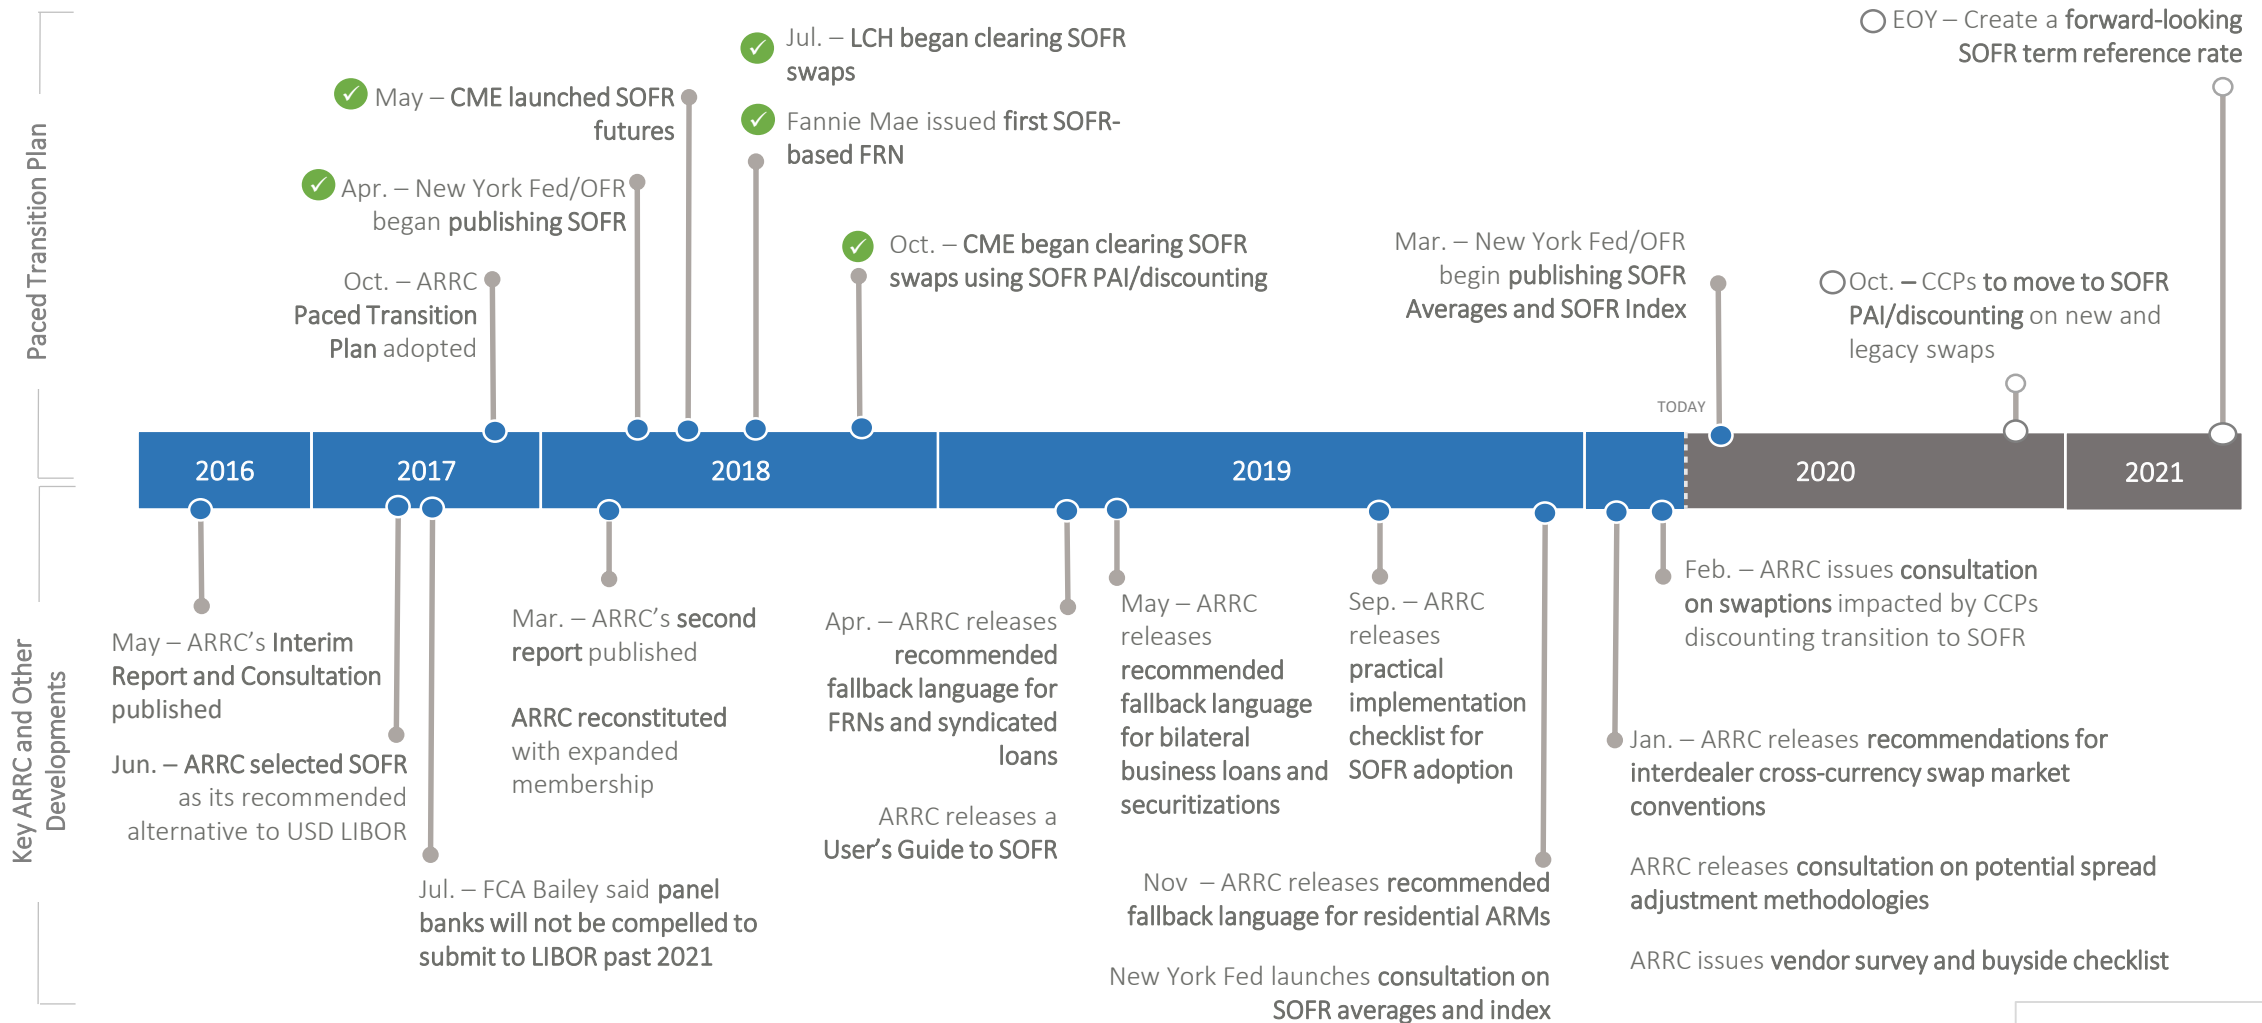 Paced Transition Plan
Oct. – ARRC
Paced Transition
Plan adopted
Apr. – New York Fed/OFR
began publishing SOFR
May – CME launched SOFR
futures
Jul. – LCH began clearing SOFR
swaps
Fannie Mae issued first SOFR-
based FRN
Oct. – CME began clearing SOFR
swaps using SOFR PAI/discounting
Mar. – New York Fed/OFR
begin publishing SOFR
Averages and SOFR Index
Oct. – CCPs to move to SOFR
PAI/discounting on new and
legacy swaps
EOY – Create a forward-looking
SOFR term reference rate
TODAY
2016
2017
2018
2019
2020
2021
Key ARRC and Other
Developments
May – ARRC’s Interim
Report and Consultation
published
Jun. – ARRC selected SOFR
as its recommended
alternative to USD LIBOR
Jul. – FCA Bailey said panel
banks will not be compelled to
submit to LIBOR past 2021
Mar. – ARRC’s second
report published
ARRC reconstituted
with expanded
membership
Apr. – ARRC releases
recommended
fallback language for
FRNs and syndicated
loans
ARRC releases a
User’s Guide to SOFR
May – ARRC
releases
recommended
fallback language
for bilateral
business loans and
securitizations
Sep. – ARRC
releases
practical
implementation
checklist for
SOFR adoption
Nov – ARRC releases recommended
fallback language for residential ARMs
New York Fed launches consultation on
SOFR averages and index
Feb. – ARRC issues consultation
on swaptions impacted by CCPs
discounting transition to SOFR
Jan. – ARRC releases recommendations for
interdealer cross-currency swap market
conventions
ARRC releases consultation on potential spread
adjustment methodologies
ARRC issues vendor survey and buyside checklist